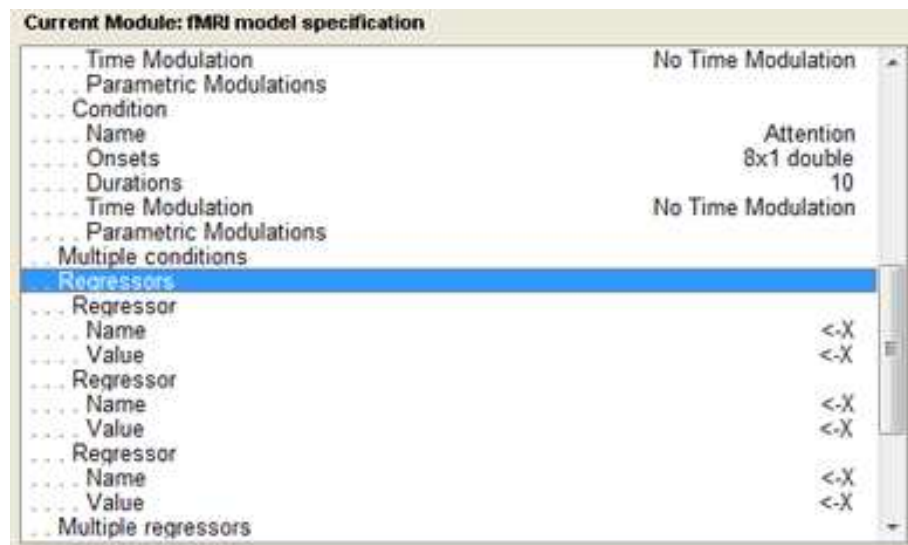 Current Module: fMRI model specification
. . . . Time Modulation No Time Modulation
. . . . Parametric Modulations
. . . Condition
. . . . Name Attention
. . . . Onsets 8x1 double
. . . . Durations 10
. . . . Time Modulation No Time Modulation
. . . . Parametric Modulations
. . Multiple conditions
. . Regressors
. . . Regressor
. . . . Name <-X
. . . . Value <-X
. . . Regressor
. . . . Name <-X
. . . . Value <-X
. . . Regressor
. . . . Name <-X
. . . . Value <-X
. . Multiple regressors